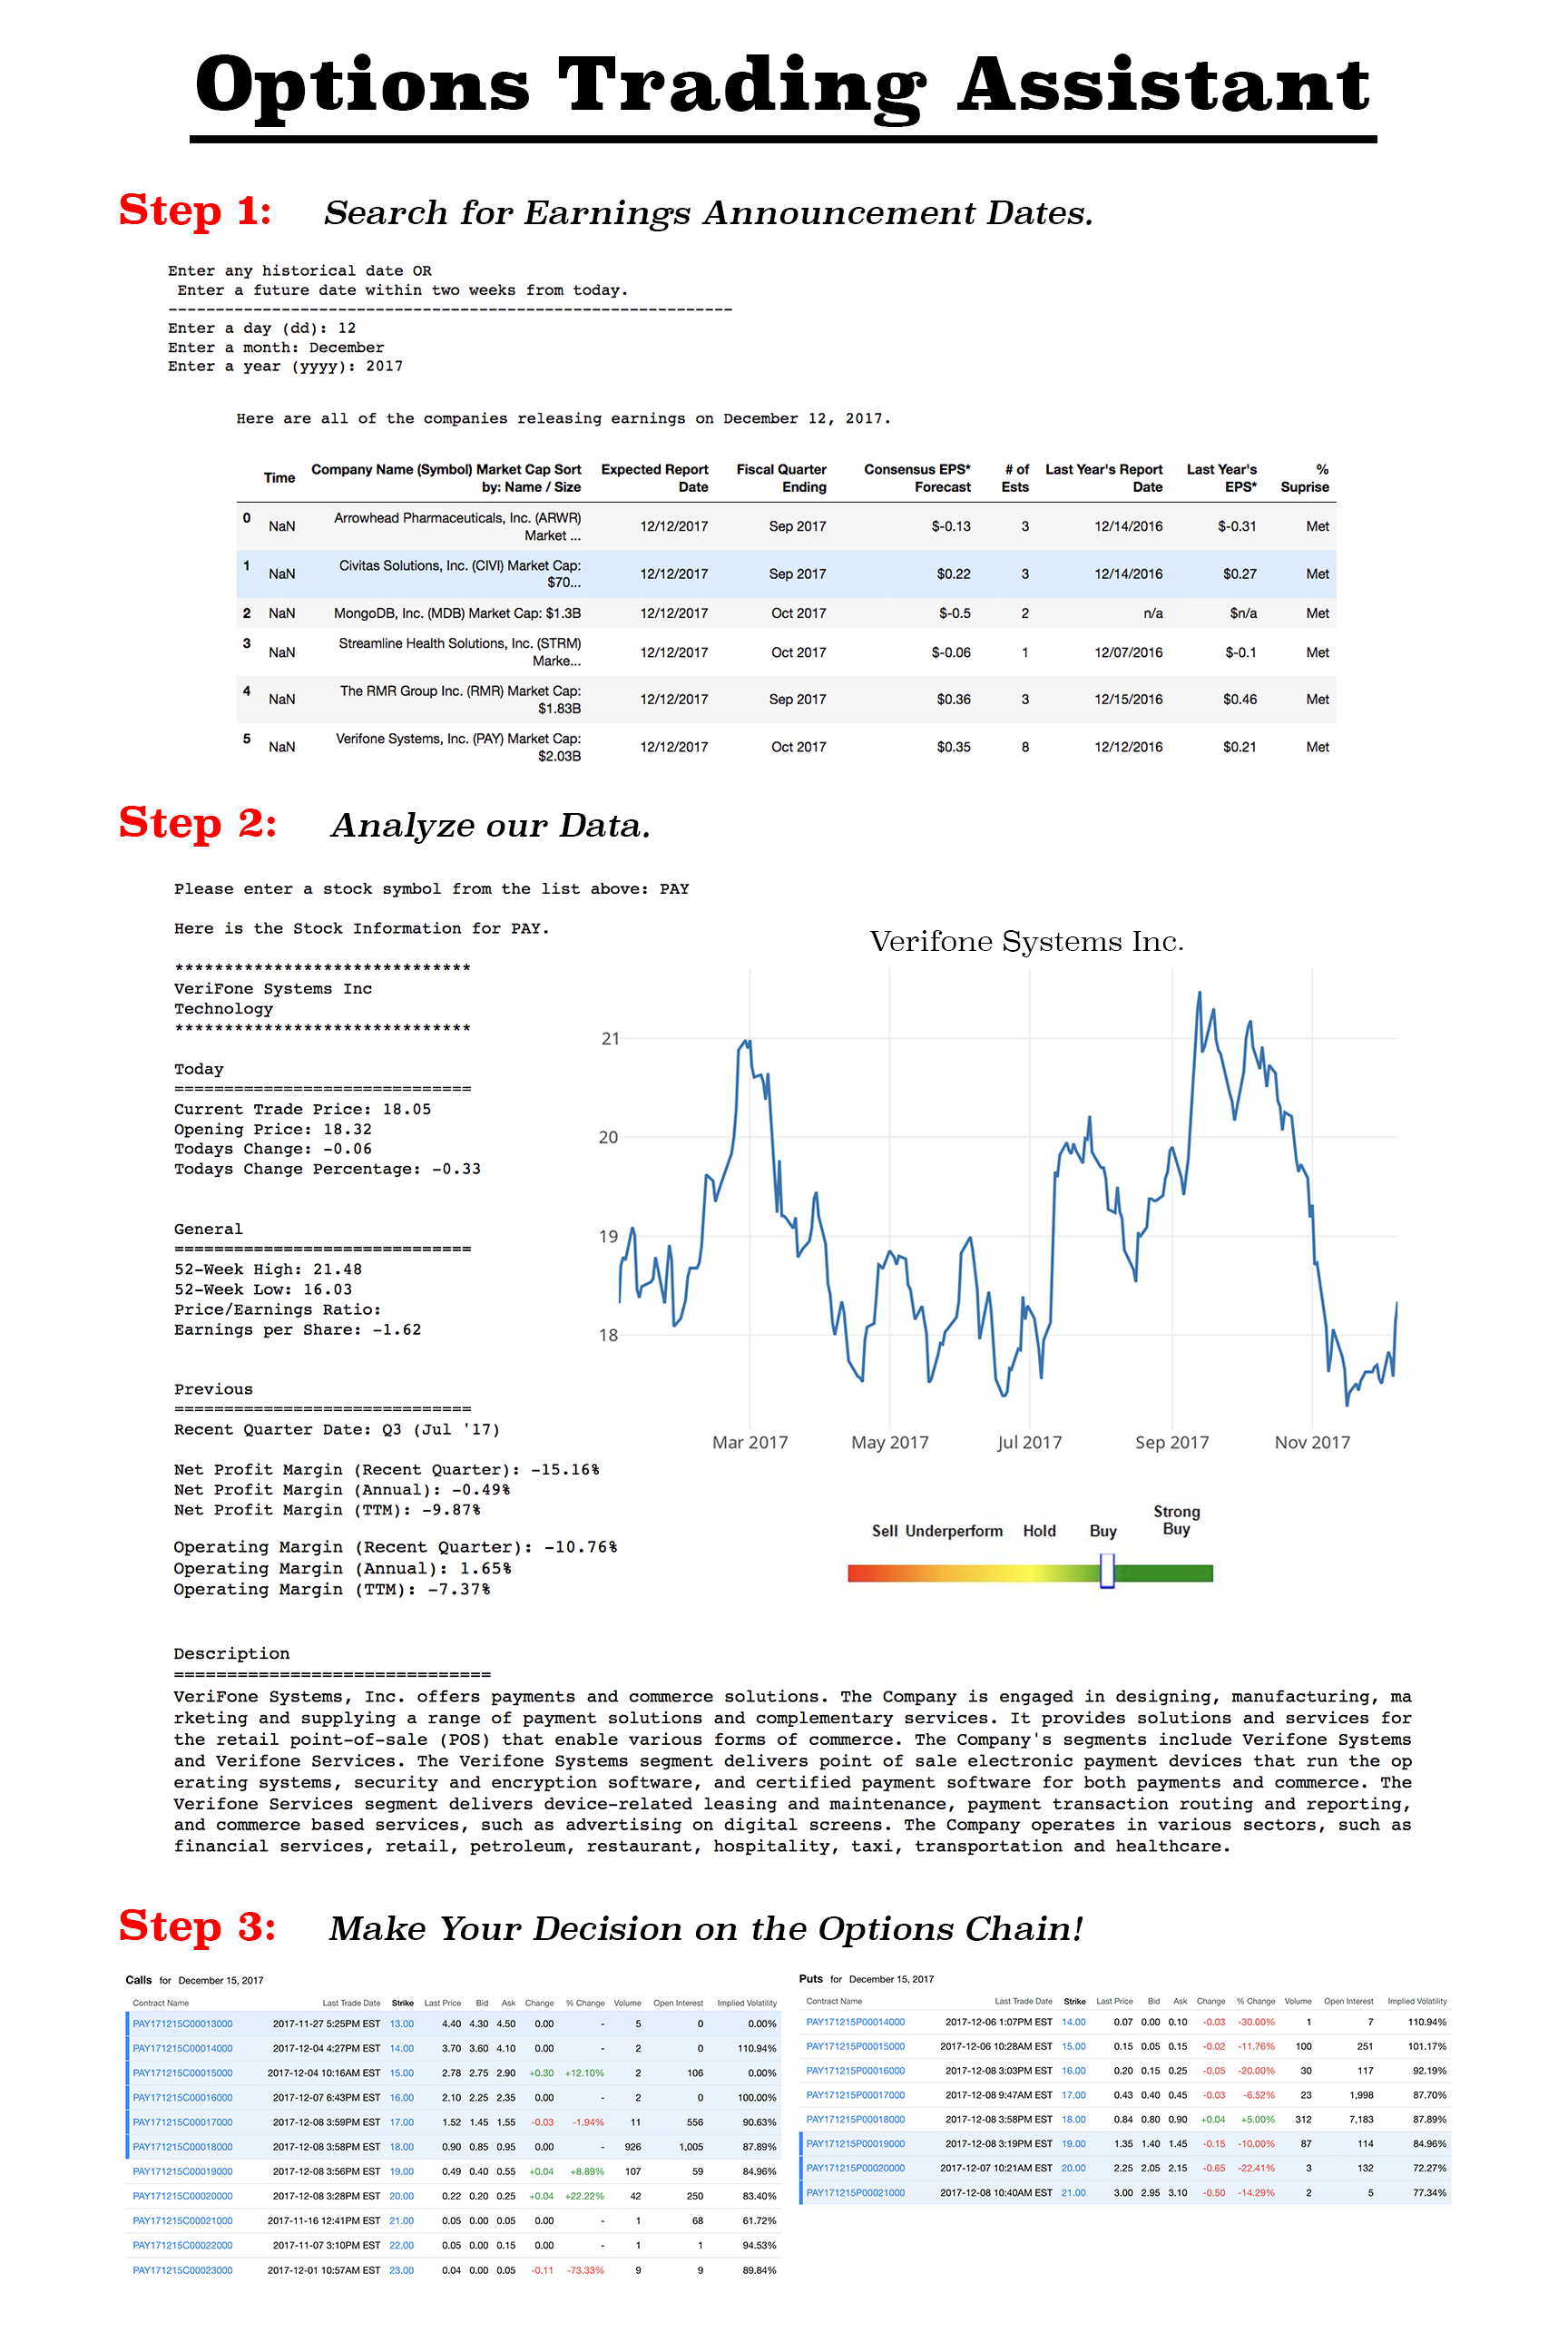 Options Trading Assistant
Step 1: Search for Earnings Announcement Dates.
Enter any historical date OR
Enter a future date within two weeks from today.
------------------------------------------------------------
Enter a day (dd): 12
Enter a month: December
Enter a year (yyyy): 2017
Here are all of the companies releasing earnings on December 12, 2017.
Time Company Name (Symbol) Market Cap Sort by: Name / Size Expected Report Date Fiscal Quarter Ending Consensus EPS* Forecast # of Ests Last Year's Report Date Last Year's EPS* % Suprise
0 NaN Arrowhead Pharmaceuticals, Inc. (ARWR) Market ... 12/12/2017 Sep 2017 $-0.13 3 12/14/2016 $-0.31 Met
1 NaN Civitas Solutions, Inc. (CIVI) Market Cap: $70... 12/12/2017 Sep 2017 $0.22 3 12/14/2016 $0.27 Met
2 NaN MongoDB, Inc. (MDB) Market Cap: $1.3B 12/12/2017 Oct 2017 $-0.5 2 n/a $n/a Met
3 NaN Streamline Health Solutions, Inc. (STRM) Marke... 12/12/2017 Oct 2017 $-0.06 1 12/07/2016 $-0.1 Met
4 NaN The RMR Group Inc. (RMR) Market Cap: $1.83B 12/12/2017 Sep 2017 $0.36 3 12/15/2016 $0.46 Met
5 NaN Verifone Systems, Inc. (PAY) Market Cap: $2.03B 12/12/2017 Oct 2017 $0.35 8 12/12/2016 $0.21 Met
Step 2: Analyze our Data.
Please enter a stock symbol from the list above: PAY
Here is the Stock Information for PAY.
******************************
VeriFone Systems Inc
Technology
******************************
Today
==============================
Current Trade Price: 18.05
Opening Price: 18.32
Todays Change: -0.06
Todays Change Percentage: -0.33
General
==============================
52-Week High: 21.48
52-Week Low: 16.03
Price/Earnings Ratio:
Earnings per Share: -1.62
Previous
==============================
Recent Quarter Date: Q3 (Jul '17)
Net Profit Margin (Recent Quarter): -15.16%
Net Profit Margin (Annual): -0.49%
Net Profit Margin (TTM): -9.87%
Operating Margin (Recent Quarter): -10.76%
Operating Margin (Annual): 1.65%
Operating Margin (TTM): -7.37%
Verifone Systems Inc.
21
20
19
18
Mar 2017 May 2017 Jul 2017 Sep 2017 Nov 2017
Sell Underperform Hold Buy Strong Buy
Description
==============================
VeriFone Systems, Inc. offers payments and commerce solutions. The Company is engaged in designing, manufacturing, ma
rketing and supplying a range of payment solutions and complementary services. It provides solutions and services for
the retail point-of-sale (POS) that enable various forms of commerce. The Company's segments include Verifone Systems
and Verifone Services. The Verifone Systems segment delivers point of sale electronic payment devices that run the op
erating systems, security and encryption software, and certified payment software for both payments and commerce. The
Verifone Services segment delivers device-related leasing and maintenance, payment transaction routing and reporting,
and commerce based services, such as advertising on digital screens. The Company operates in various sectors, such as
financial services, retail, petroleum, restaurant, hospitality, taxi, transportation and healthcare.
Step 3: Make Your Decision on the Options Chain!
Calls for December 15, 2017
Contract Name Last Trade Date Strike Last Price Bid Ask Change % Change Volume Open Interest Implied Volatility
PAY171215C00013000 2017-11-27 5:25PM EST 13.00 4.40 4.30 4.50 0.00 - 5 0 0.00%
PAY171215C00014000 2017-12-04 4:27PM EST 14.00 3.70 3.60 4.10 0.00 - 2 0 110.94%
PAY171215C00015000 2017-12-04 10:16AM EST 15.00 2.78 2.75 2.90 +0.30 +12.10% 2 106 0.00%
PAY171215C00016000 2017-12-07 6:43PM EST 16.00 2.10 2.25 2.35 0.00 - 2 0 100.00%
PAY171215C00017000 2017-12-08 3:59PM EST 17.00 1.52 1.45 1.55 -0.03 -1.94% 11 556 90.63%
PAY171215C00018000 2017-12-08 3:58PM EST 18.00 0.90 0.85 0.95 0.00 - 926 1,005 87.89%
PAY171215C00019000 2017-12-08 3:56PM EST 19.00 0.49 0.40 0.55 +0.04 +8.89% 107 59 84.96%
PAY171215C00020000 2017-12-08 3:28PM EST 20.00 0.22 0.20 0.25 +0.04 +22.22% 42 250 83.40%
PAY171215C00021000 2017-11-16 12:41PM EST 21.00 0.05 0.00 0.05 0.00 - 1 68 61.72%
PAY171215C00022000 2017-11-07 3:10PM EST 22.00 0.05 0.00 0.15 0.00 - 1 1 94.53%
PAY171215C00023000 2017-12-01 10:57AM EST 23.00 0.04 0.00 0.05 -0.11 -73.33% 9 9 89.84%
Puts for December 15, 2017
Contract Name Last Trade Date Strike Last Price Bid Ask Change % Change Volume Open Interest Implied Volatility
PAY171215P00014000 2017-12-06 1:07PM EST 14.00 0.07 0.00 0.10 -0.03 -30.00% 1 7 110.94%
PAY171215P00015000 2017-12-06 10:28AM EST 15.00 0.15 0.05 0.15 -0.02 -11.76% 100 251 101.17%
PAY171215P00016000 2017-12-08 3:03PM EST 16.00 0.20 0.15 0.25 -0.05 -20.00% 30 117 92.19%
PAY171215P00017000 2017-12-08 9:47AM EST 17.00 0.43 0.40 0.45 -0.03 -6.52% 23 1,998 87.70%
PAY171215P00018000 2017-12-08 3:58PM EST 18.00 0.84 0.80 0.90 +0.04 +5.00% 312 7,183 87.89%
PAY171215P00019000 2017-12-08 3:19PM EST 19.00 1.35 1.40 1.45 -0.15 -10.00% 87 114 84.96%
PAY171215P00020000 2017-12-07 10:21AM EST 20.00 2.25 2.05 2.15 -0.65 -22.41% 3 132 72.27%
PAY171215P00021000 2017-12-08 10:40AM EST 21.00 3.00 2.95 3.10 -0.50 -14.29% 2 5 77.34%